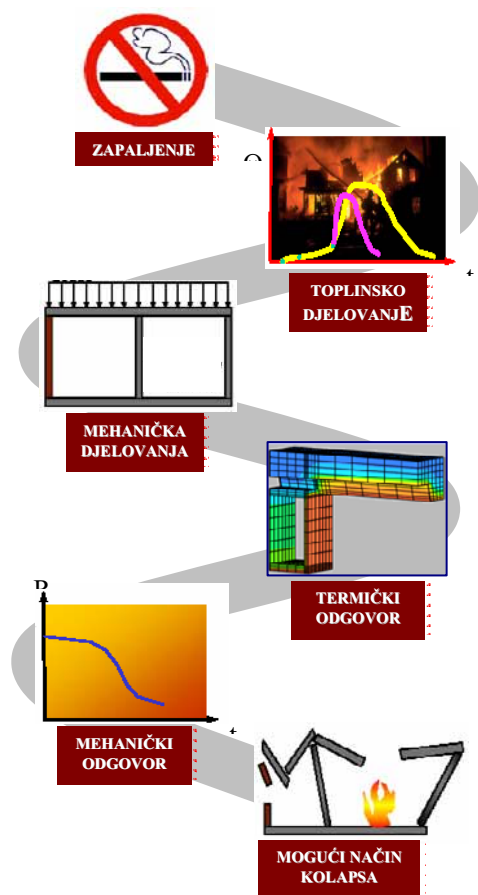 ZAPALJENJE
TOPLINSKO
DJELOVANJE
MEHANIČKA
DJELOVANJA
TERMIČKI
ODGOVOR
MEHANIČKI
ODGOVOR
MOGUĆI NAČIN
KOLAPSA